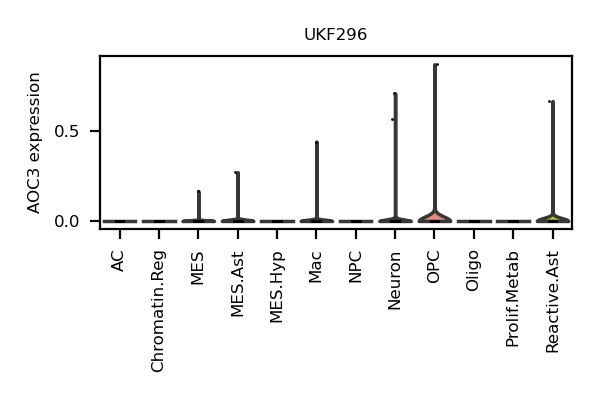 UKF296
AOC3 expression
0.5
0.0
AC
Chromatin.Reg
MES
MES.Ast
MES.Hyp
Mac
NPC
Neuron
OPC
Oligo
Prolif.Metab
Reactive.Ast